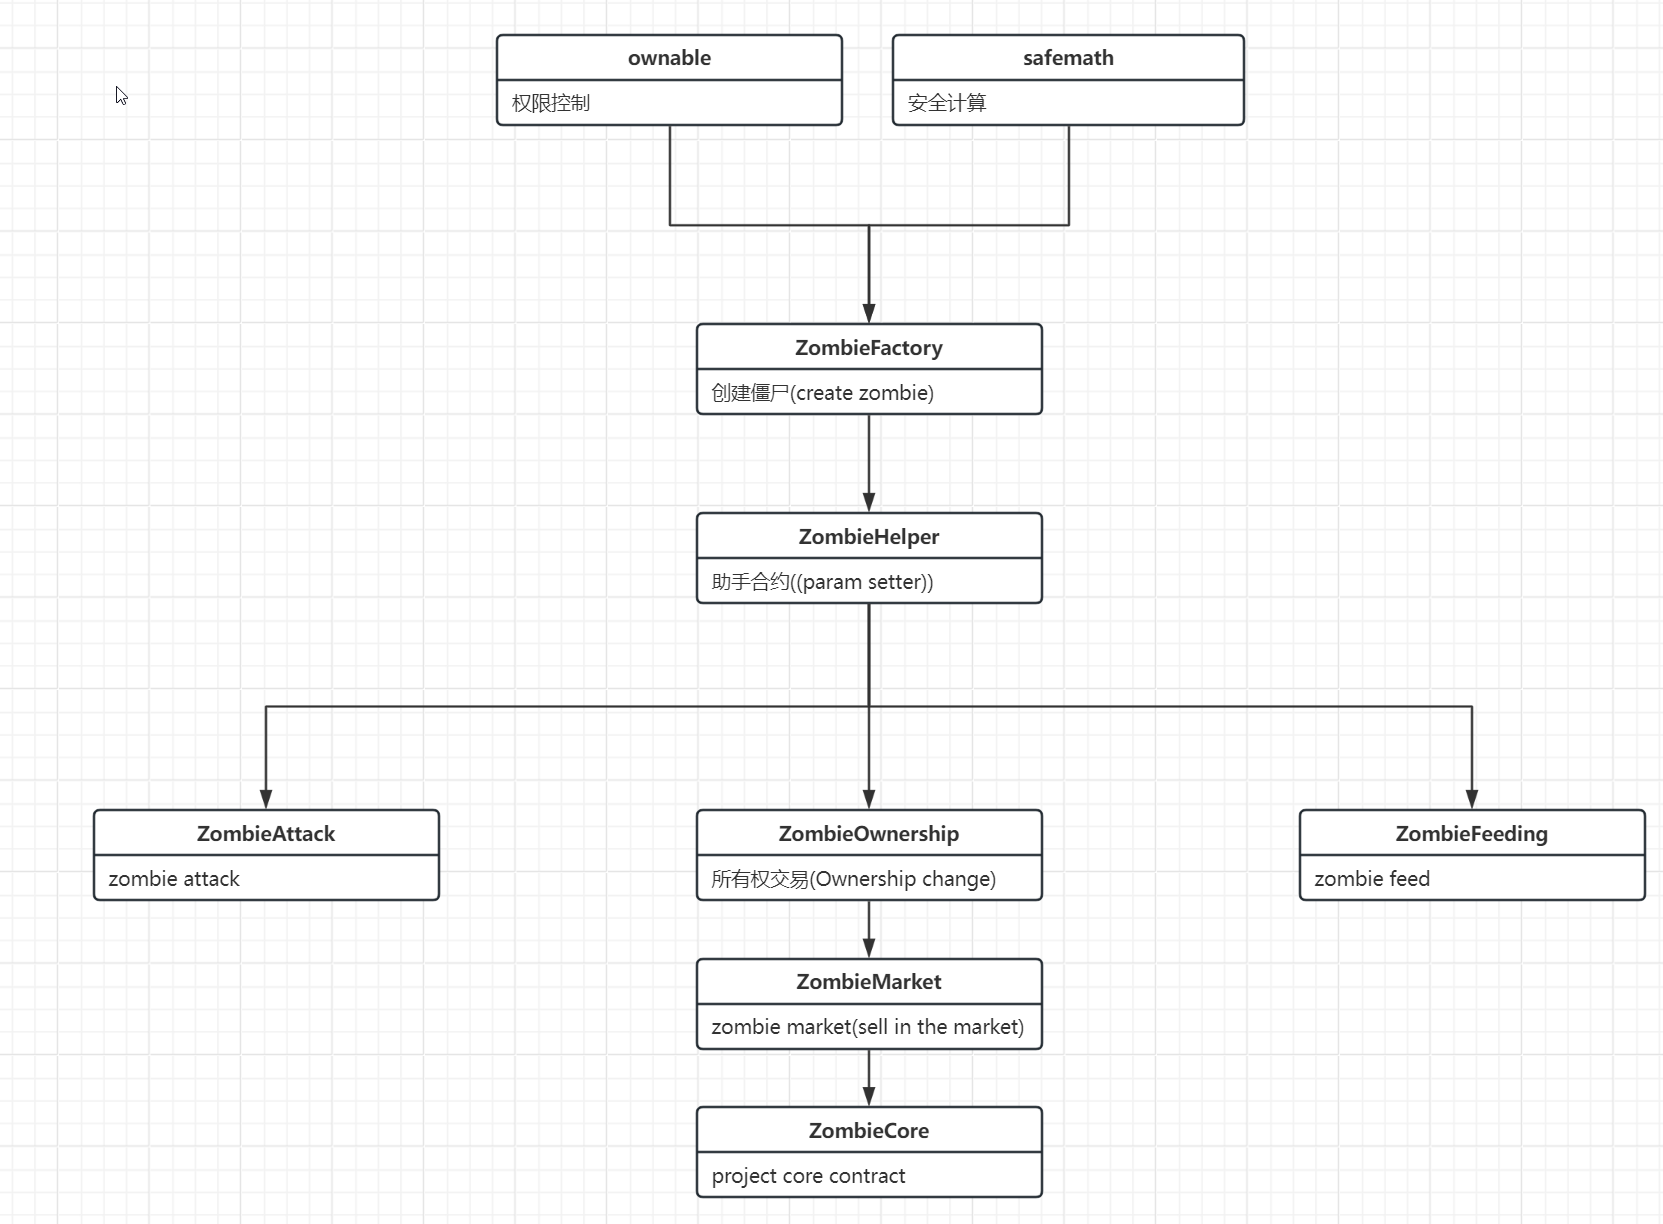 ownable
权限控制
safemath
安全计算
ZombieFactory
创建僵尸(create zombie)
ZombieHelper
助手合约((param setter))
ZombieAttack
zombie attack
ZombieOwnership
所有权交易(Ownership change)
ZombieFeeding
zombie feed
ZombieMarket
zombie market(sell in the market)
ZombieCore
project core contract